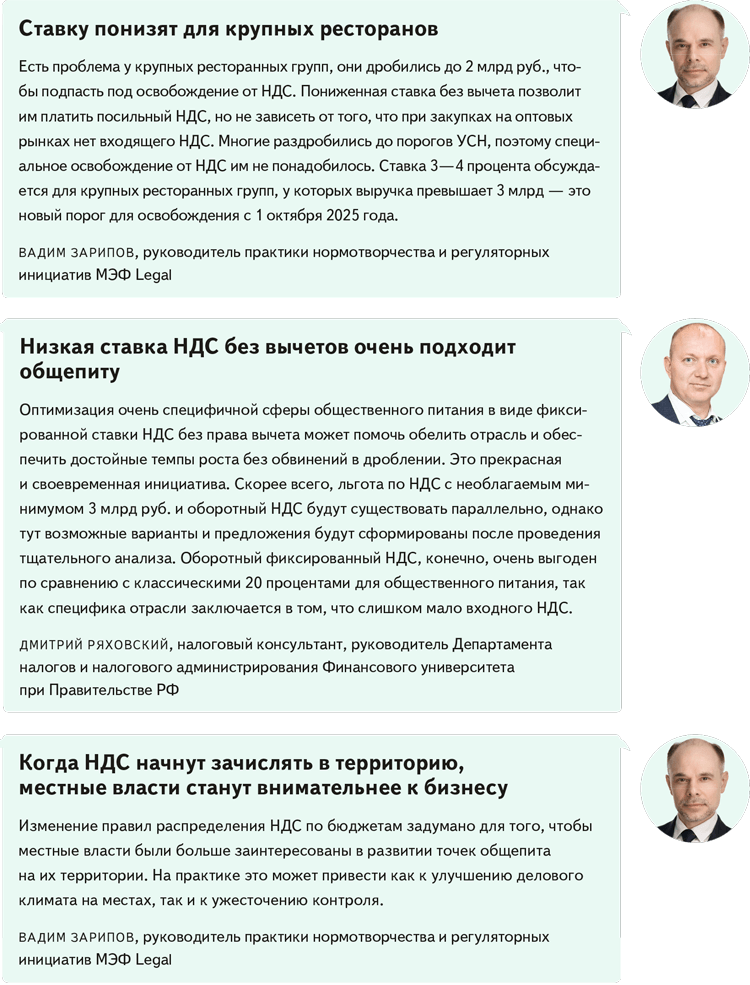 Ставку понизят для крупных ресторанов
Есть проблема у крупных ресторанных групп, они дробились до 2 млрд руб., что-
бы подпасть под освобождение от НДС. Пониженная ставка без вычета позволит
им платить посильный НДС, но не зависеть от того, что при закупках на оптовых
рынках нет входящего НДС. Многие раздробились до порогов УСН, поэтому специ-
альное освобождение от НДС им не понадобилось. Ставка 3—4 процента обсужда-
ется для крупных ресторанных групп, у которых выручка превышает 3 млрд — это
новый порог для освобождения с 1 октября 2025 года.
ВАДИМ ЗАРИПОВ, руководитель практики нормотворчества и регуляторных
инициатив МЭФ Legal
Низкая ставка НДС без вычетов очень подходит
общепиту
Оптимизация очень специфичной сферы общественного питания в виде фикси-
рованной ставки НДС без права вычета может помочь обелить отрасль и обес-
печить достойные темпы роста без обвинений в дроблении. Это прекрасная
и своевременная инициатива. Скорее всего, льгота по НДС с необлагаемым ми-
нимумом 3 млрд руб. и оборотный НДС будут существовать параллельно, однако
тут возможные варианты и предложения будут сформированы после проведения
тщательного анализа. Оборотный фиксированный НДС, конечно, очень выгоден
по сравнению с классическими 20 процентами для общественного питания, так
как специфика отрасли заключается в том, что слишком мало входного НДС.
ДМИТРИЙ РЯХОВСКИЙ, налоговый консультант, руководитель Департамента
налогов и налогового администрирования Финансового университета
при Правительстве РФ
Когда НДС начнут зачислять в территорию,
местные власти станут внимательнее к бизнесу
Изменение правил распределения НДС по бюджетам задумано для того, чтобы
местные власти были больше заинтересованы в развитии точек общепита
на их территории. На практике это может привести как к улучшению делового
климата на местах, так и к ужесточению контроля.
ВАДИМ ЗАРИПОВ, руководитель практики нормотворчества и регуляторных
инициатив МЭФ Legal